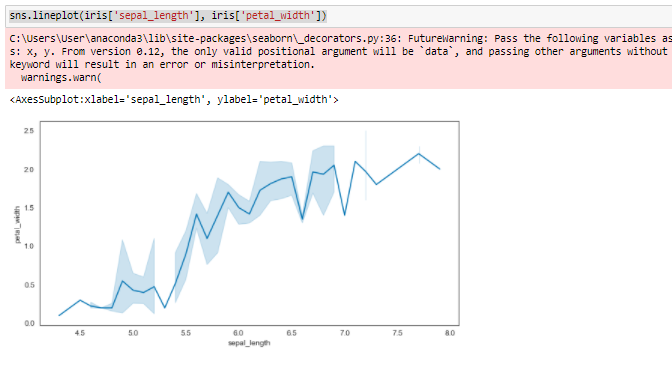 sns.lineplot(iris['sepal_length'], iris['petal_width'])
C:\Users\User\anaconda3\lib\site-packages\seaborn\_decorators.py:36: FutureWarning: Pass the following variables as
s: x, y. From version 0.12, the only valid positional argument will be `data`, and passing other arguments without
keyword will result in an error or misinterpretation.
warnings.warn(
<AxesSubplot:xlabel='sepal_length', ylabel='petal_width'>
2.5
2.0
1.5
1.0
0.5
0.0
petal_width
4.5 5.0 5.5 6.0 6.5 7.0 7.5 8.0
sepal_length